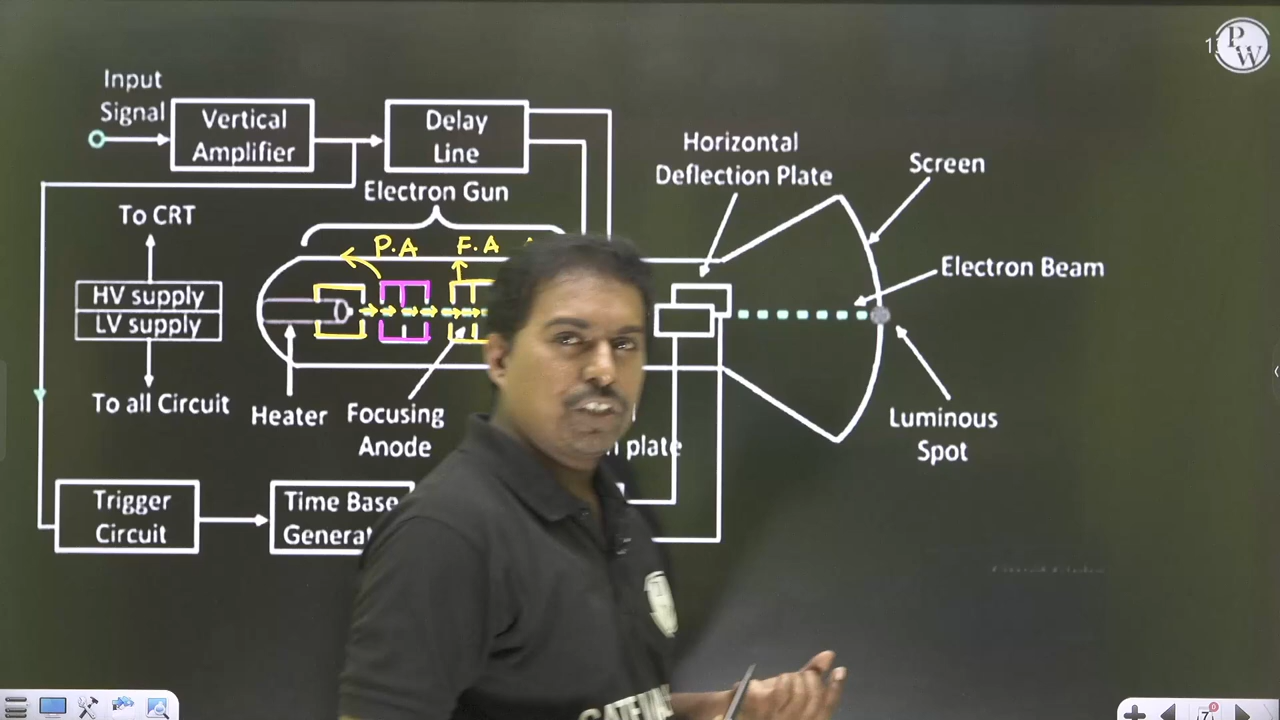 PW
Input
Signal
Vertical
Amplifier
Delay
Line
Electron Gun
Horizontal
Deflection Plate
Screen
To CRT
P.A
F.A
Electron Beam
HV supply
LV supply
To all Circuit
Heater
Focusing
Anode
plate
Luminous
Spot
Trigger
Circuit
Time Base